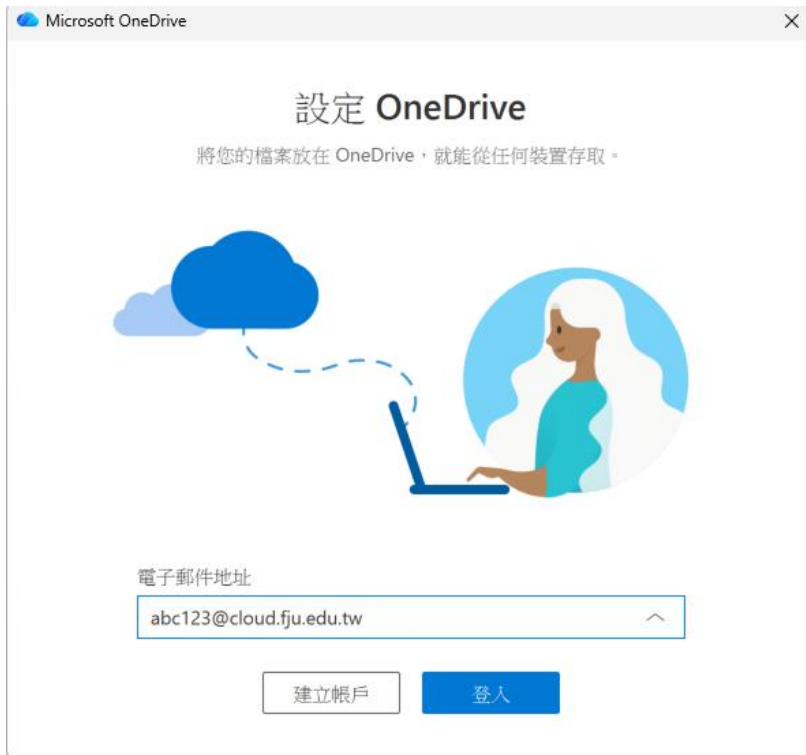 Microsoft OneDrive
設定 OneDrive
將您的檔案放在 OneDrive，就能從任何裝置存取。
電子郵件地址
abc123@cloud.fju.edu.tw
建立帳戶 登入